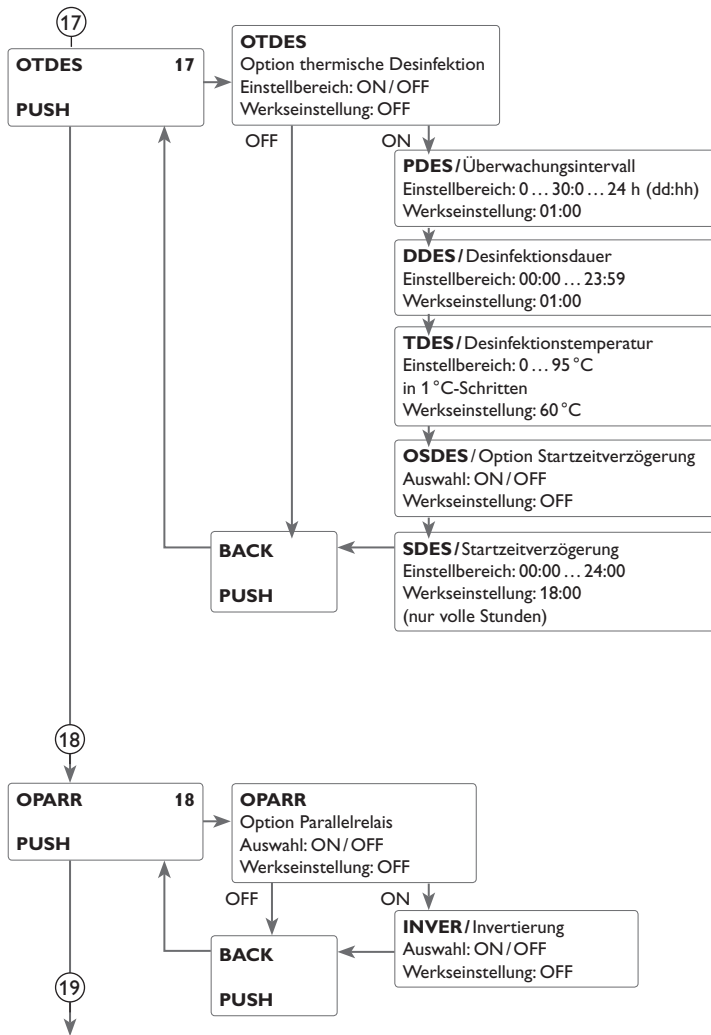 17
OTDES 17
PUSH
OTDES
Option thermische Desinfektion
Einstellbereich: ON / OFF
Werkseinstellung: OFF
OFF
ON
PDES / Überwachungsintervall
Einstellbereich: 0 … 30:0 … 24 h (dd:hh)
Werkseinstellung: 01:00
DDES / Desinfektionsdauer
Einstellbereich: 00:00 … 23:59
Werkseinstellung: 01:00
TDES / Desinfektionstemperatur
Einstellbereich: 0 … 95 °C
in 1 °C-Schritten
Werkseinstellung: 60 °C
OSDES / Option Startzeitverzögerung
Auswahl: ON / OFF
Werkseinstellung: OFF
SDES / Startzeitverzögerung
Einstellbereich: 00:00 … 24:00
Werkseinstellung: 18:00
(nur volle Stunden)
BACK
PUSH
18
OPARR 18
PUSH
OPARR
Option Parallelrelais
Auswahl: ON / OFF
Werkseinstellung: OFF
OFF
ON
INVER / Invertierung
Auswahl: ON / OFF
Werkseinstellung: OFF
BACK
PUSH
19